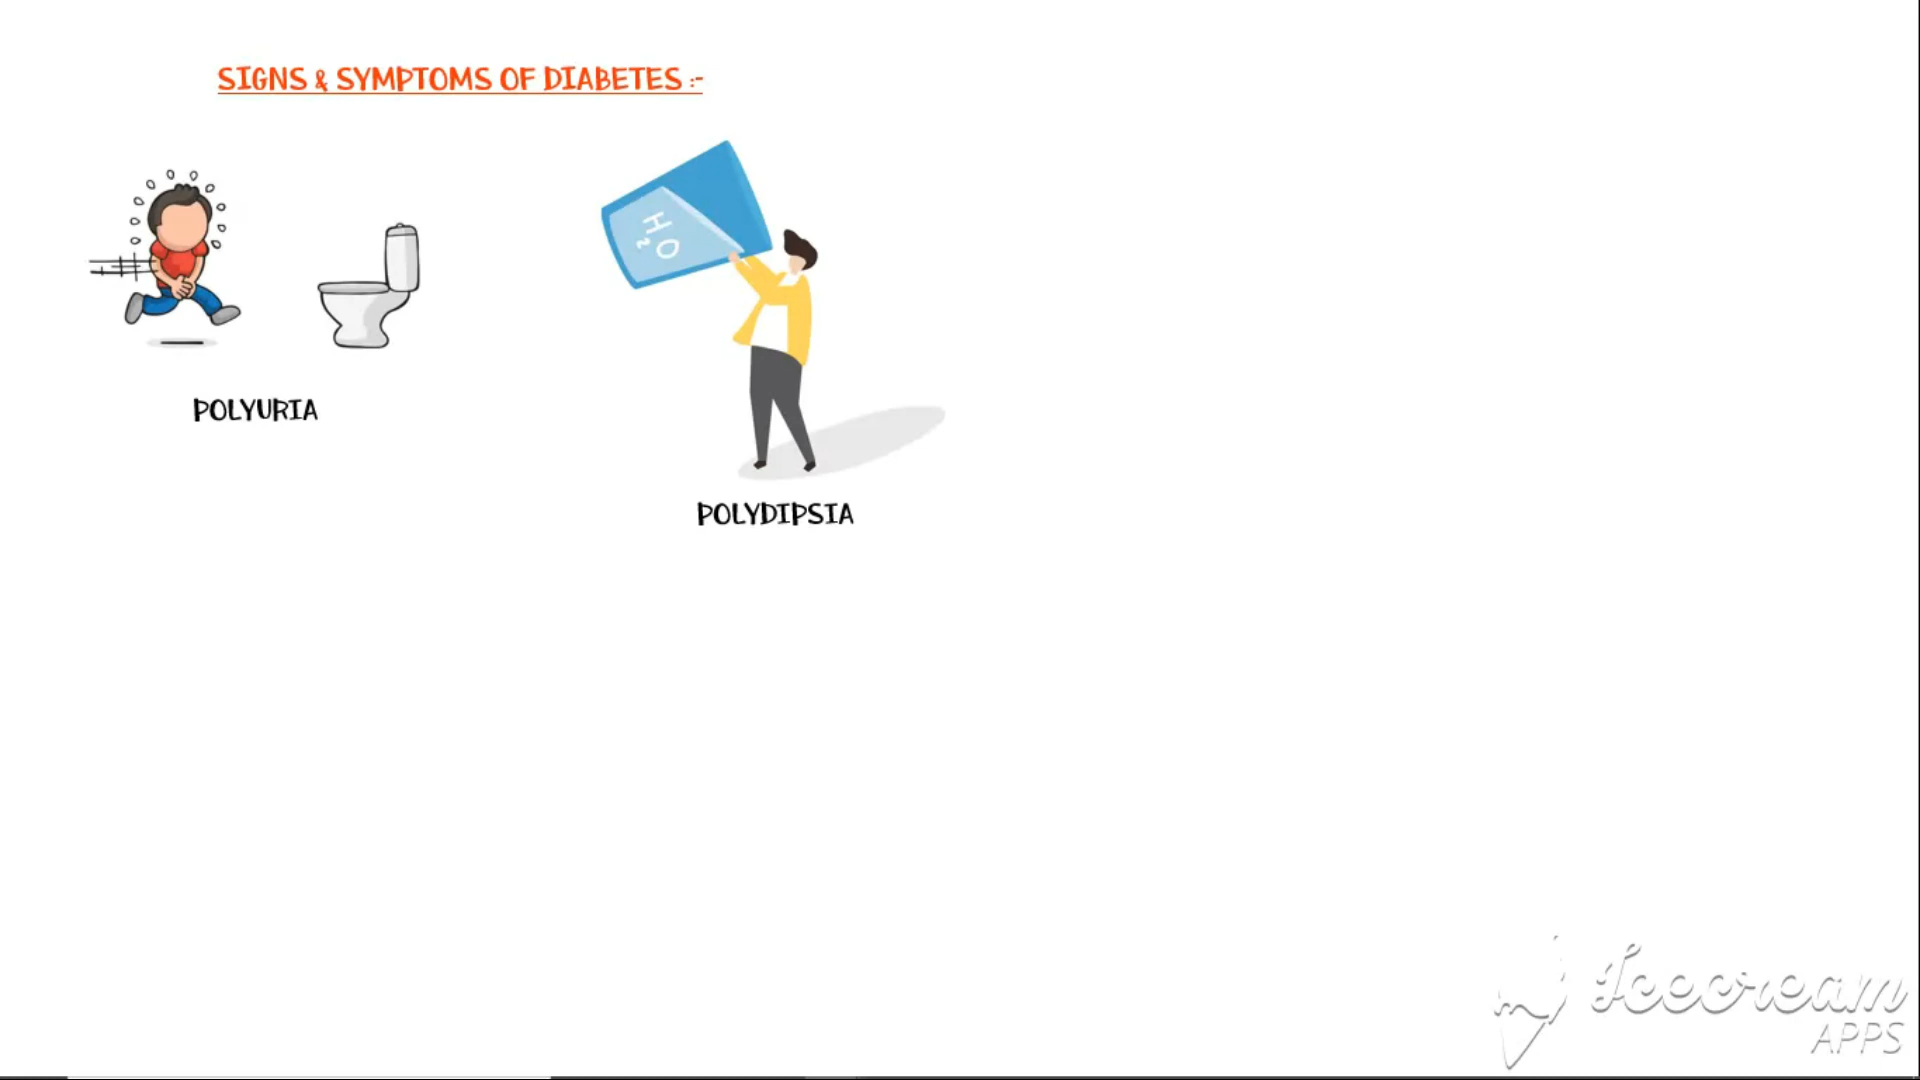 SIGNS & SYMPTOMS OF DIABETES :-
H2O
POLYURIA
POLYDIPSIA
Icecream
APPS